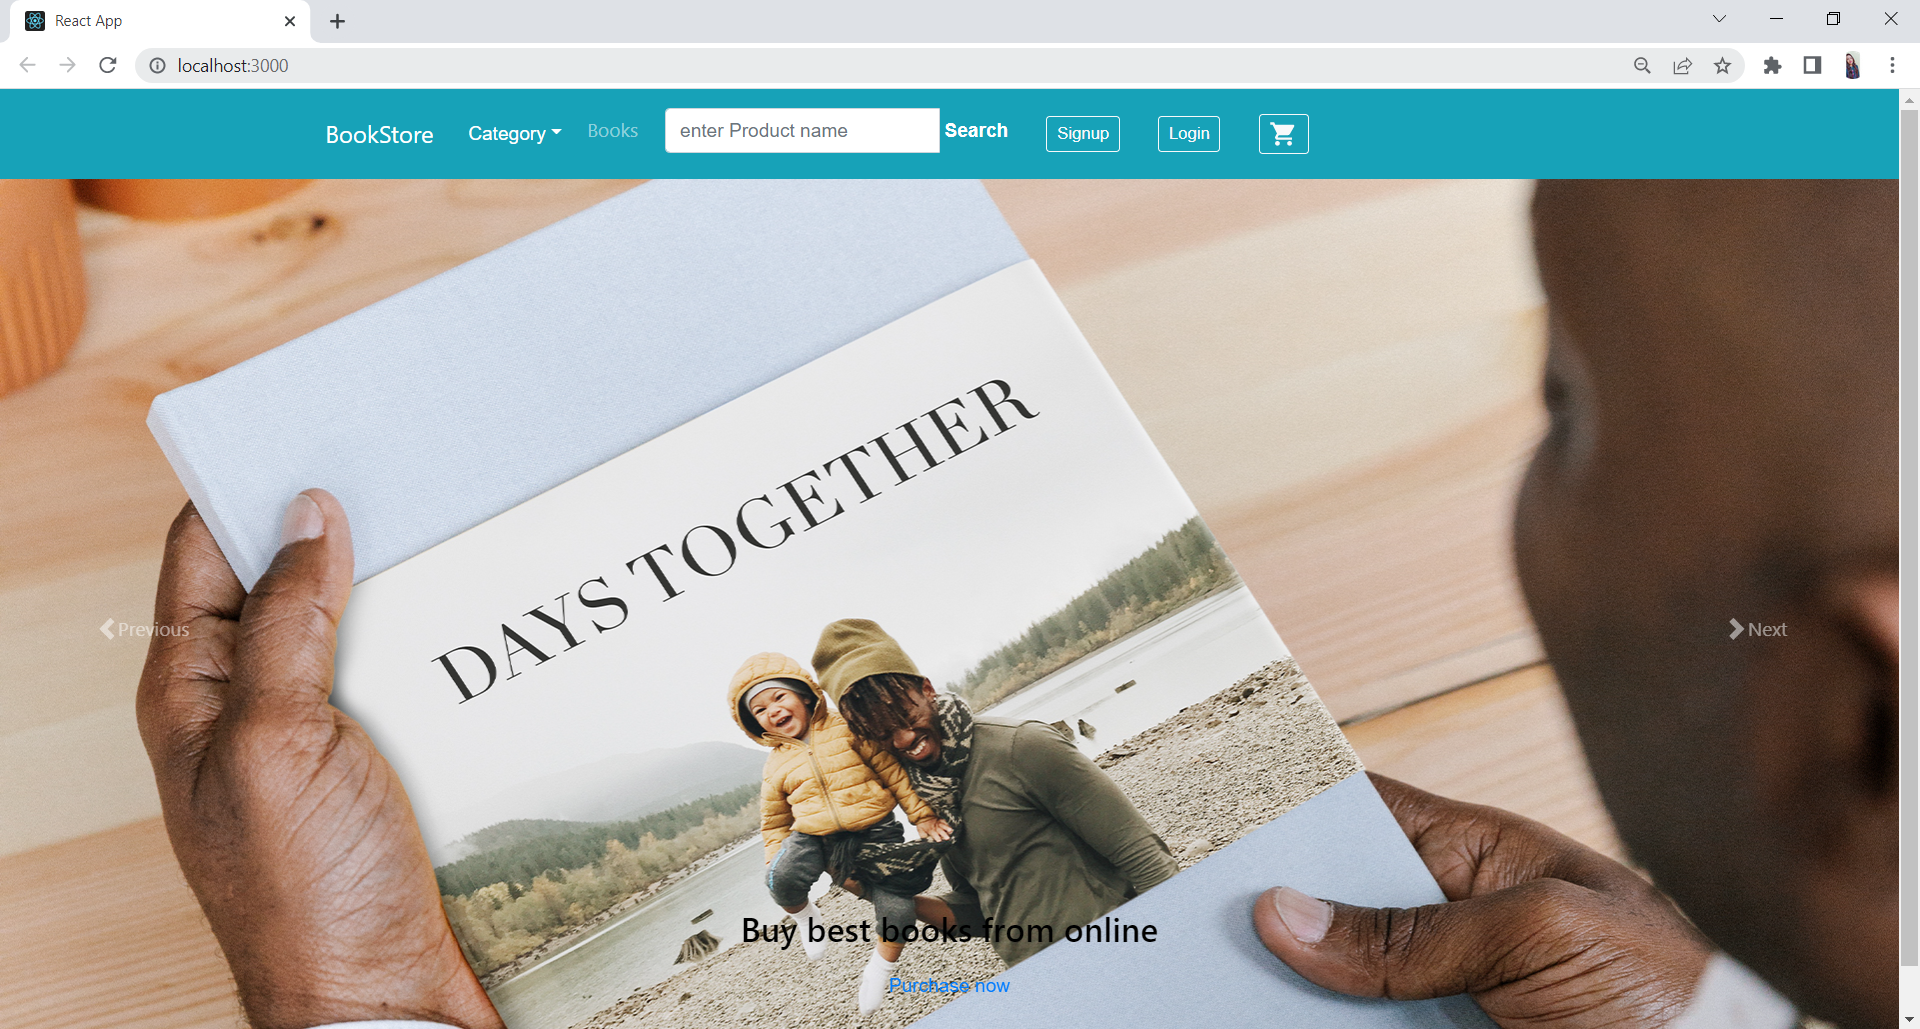 React App
localhost:3000
BookStore Category Books enter Product name Search Signup Login
DAYS TOGETHER
Previous
Next
Buy best books from online
Purchase now